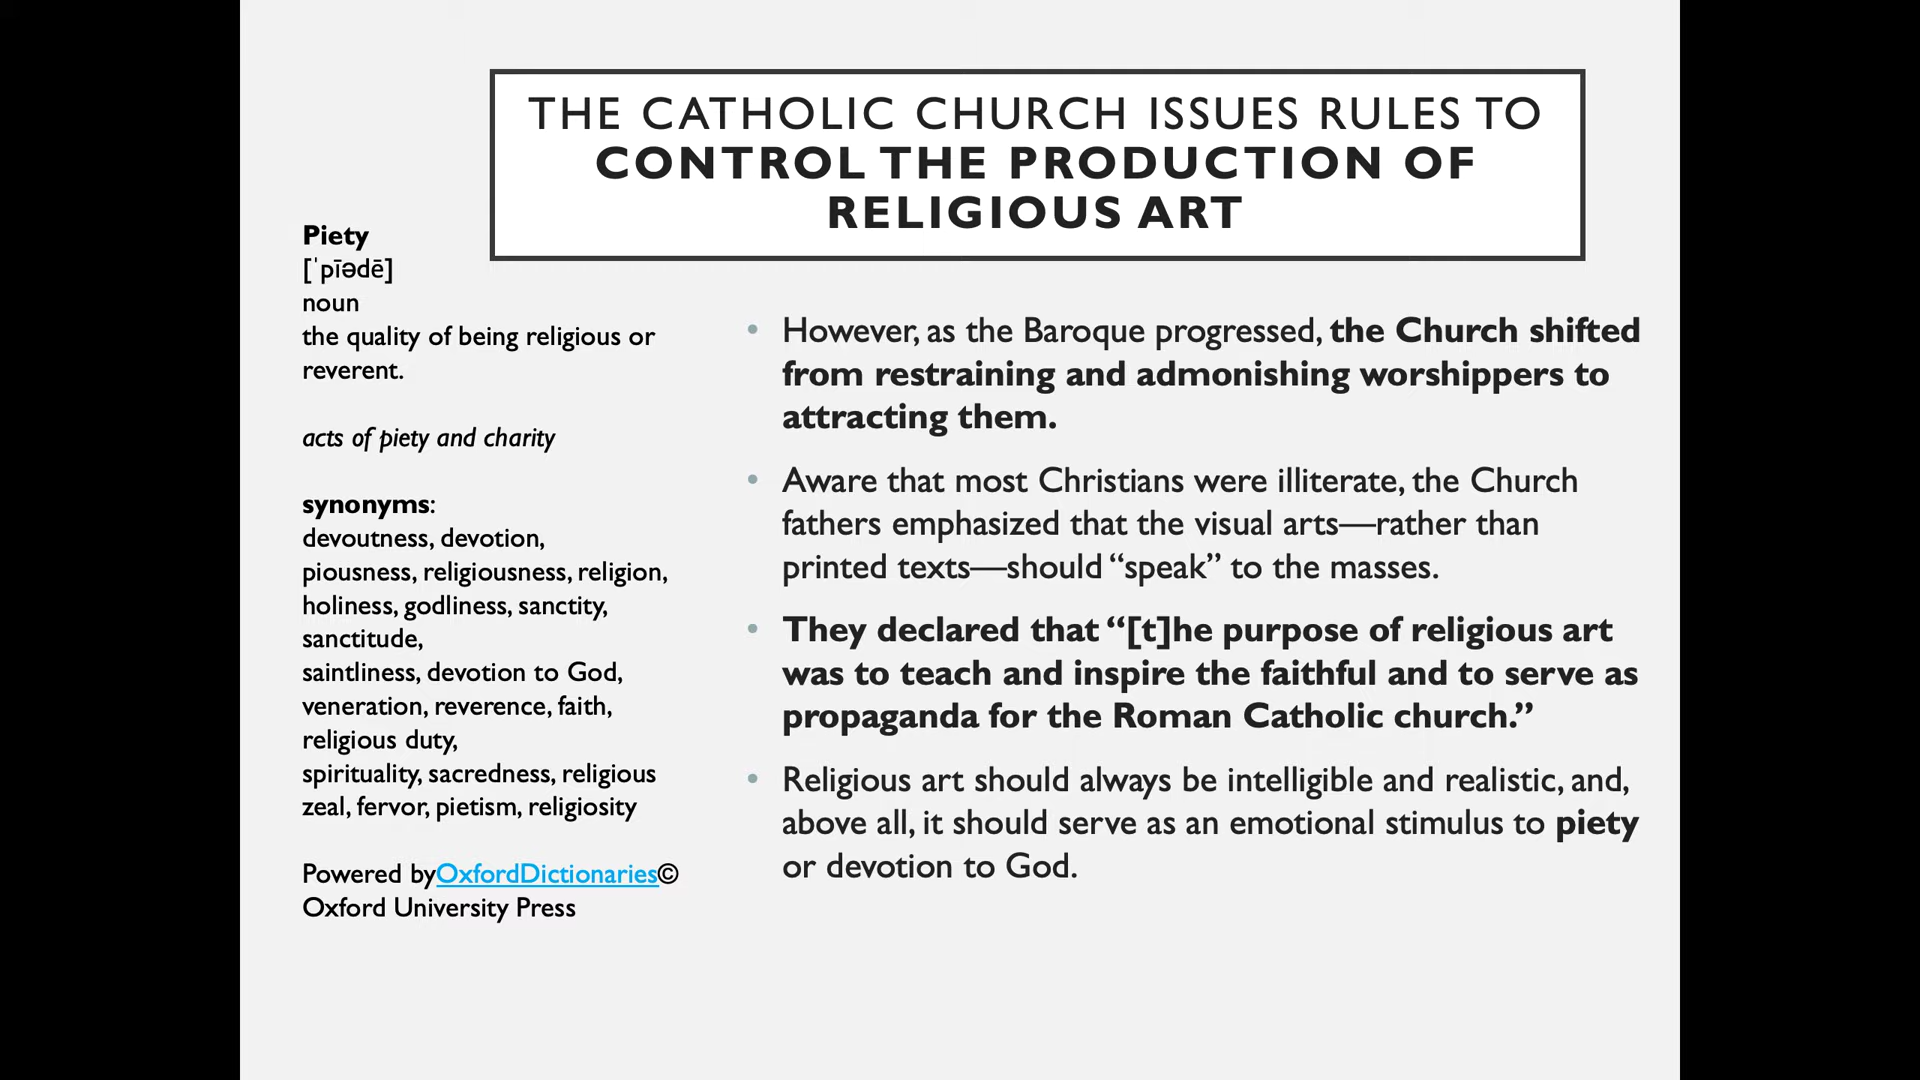 THE CATHOLIC CHURCH ISSUES RULES TO
CONTROL THE PRODUCTION OF
RELIGIOUS ART
Piety
[ˈpīədē]
noun
the quality of being religious or
reverent.
acts of piety and charity
synonyms:
devoutness, devotion,
piousness, religiousness, religion,
holiness, godliness, sanctity,
sanctitude,
saintliness, devotion to God,
veneration, reverence, faith,
religious duty,
spirituality, sacredness, religious
zeal, fervor, pietism, religiosity
Powered byOxfordDictionaries©
Oxford University Press
• However, as the Baroque progressed, the Church shifted
from restraining and admonishing worshippers to
attracting them.
• Aware that most Christians were illiterate, the Church
fathers emphasized that the visual arts—rather than
printed texts—should “speak” to the masses.
• They declared that “[t]he purpose of religious art
was to teach and inspire the faithful and to serve as
propaganda for the Roman Catholic church.”
• Religious art should always be intelligible and realistic, and,
above all, it should serve as an emotional stimulus to piety
or devotion to God.